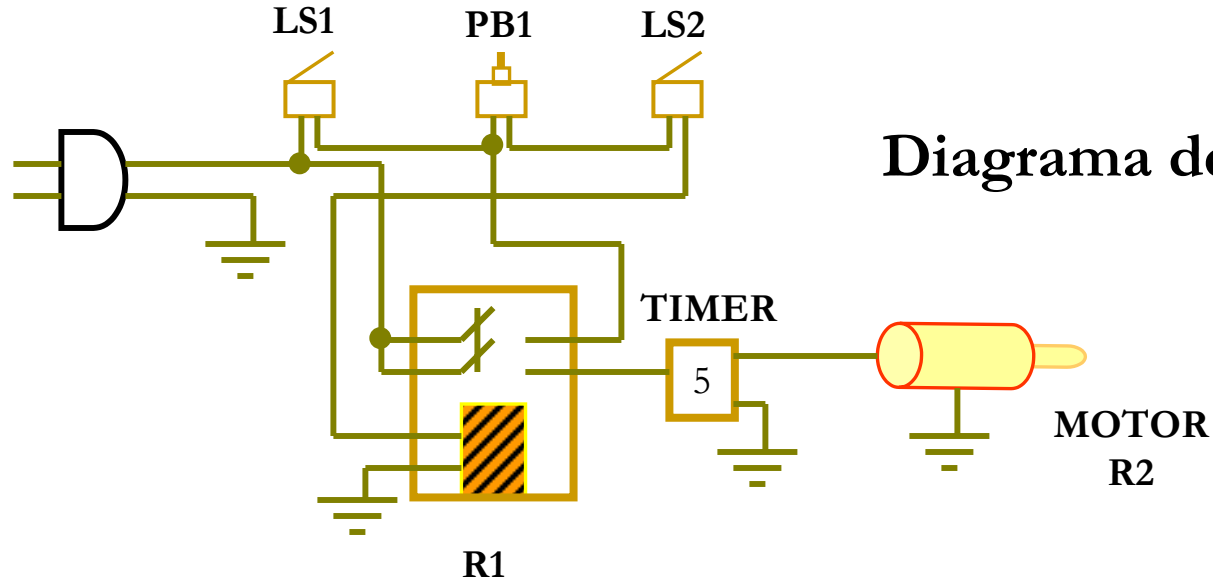 LS1
PB1
LS2
Diagrama de
TIMER
5
MOTOR
R2
R1